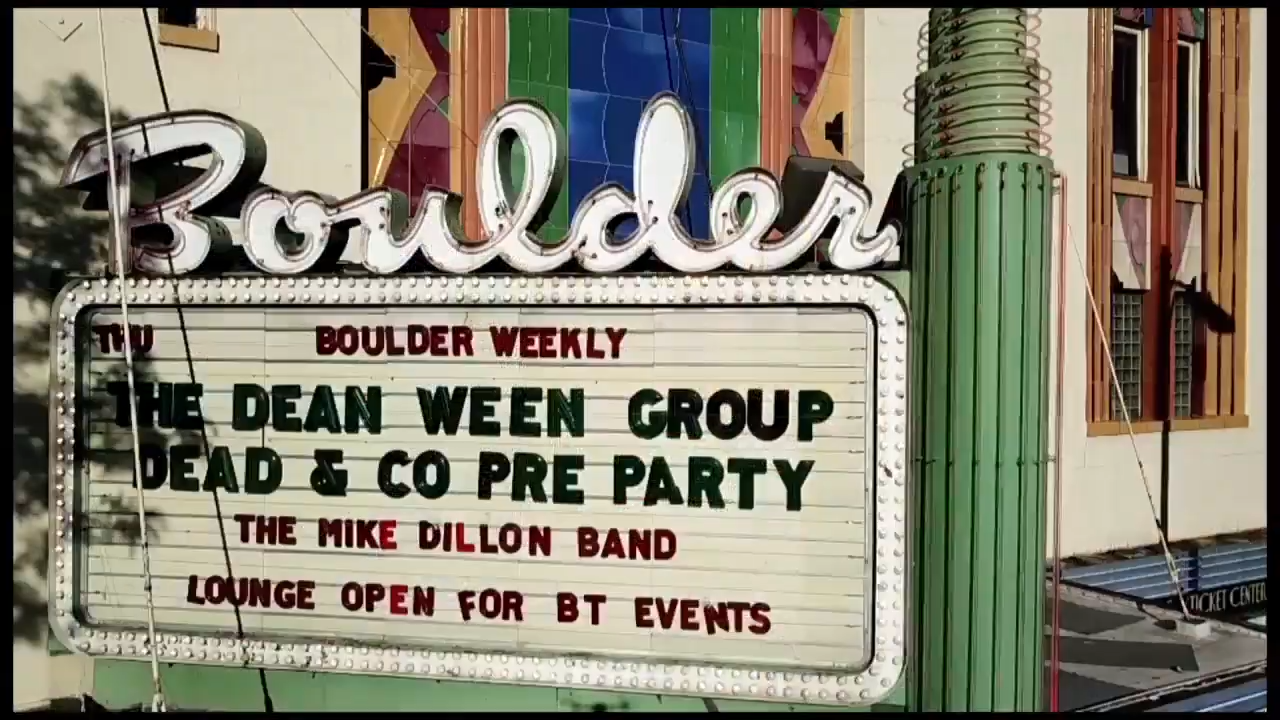 Boulder
THU BOULDER WEEKLY
THE DEAN WEEN GROUP
DEAD & CO PRE PARTY
THE MIKE DILLON BAND
LOUNGE OPEN FOR BT EVENTS
TICKET CENTER